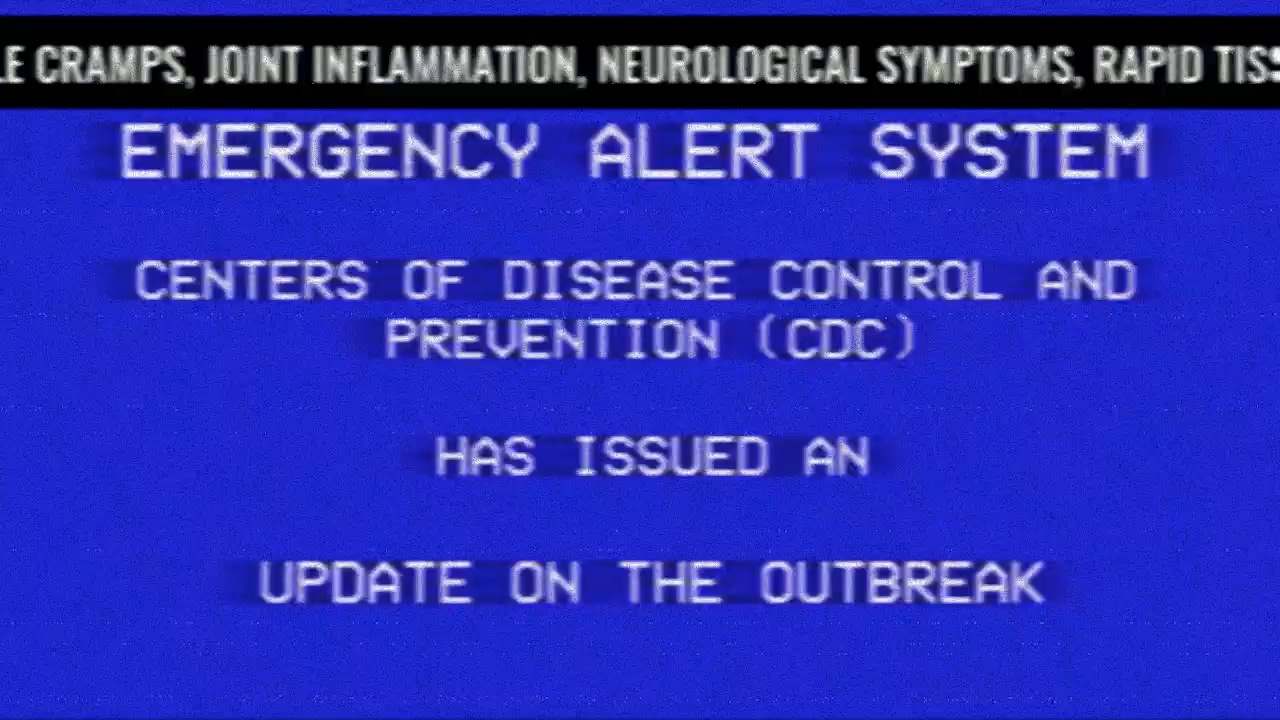 CRAMPS, JOINT INFLAMMATION, NEUROLOGICAL SYMPTOMS, RAPID
EMERGENCY ALERT SYSTEM
CENTERS OF DISEASE CONTROL AND
PREVENTION (CDC)
HAS ISSUED AN
UPDATE ON THE OUTBREAK